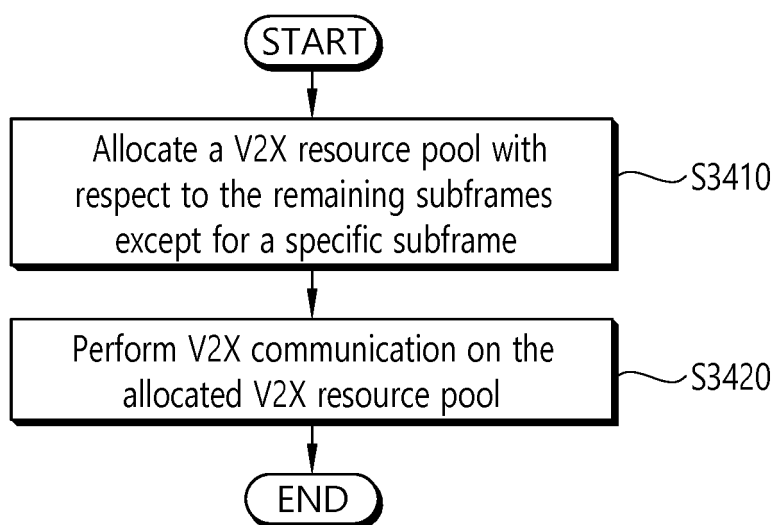 START
Allocate a V2X resource pool with
respect to the remaining subframes
except for a specific subframe
S3410
Perform V2X communication on the
allocated V2X resource pool
S3420
END